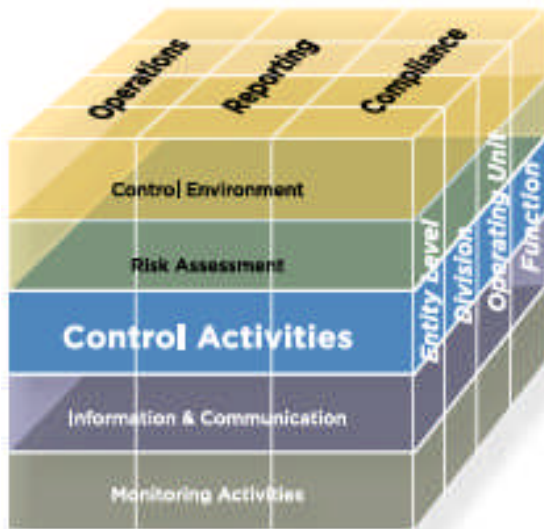 Operations
Reporting
Compliance
Control Environment
Risk Assessment
Control Activities
Information & Communication
Monitoring Activities
Entity Level
Division
Operating Unit
Function